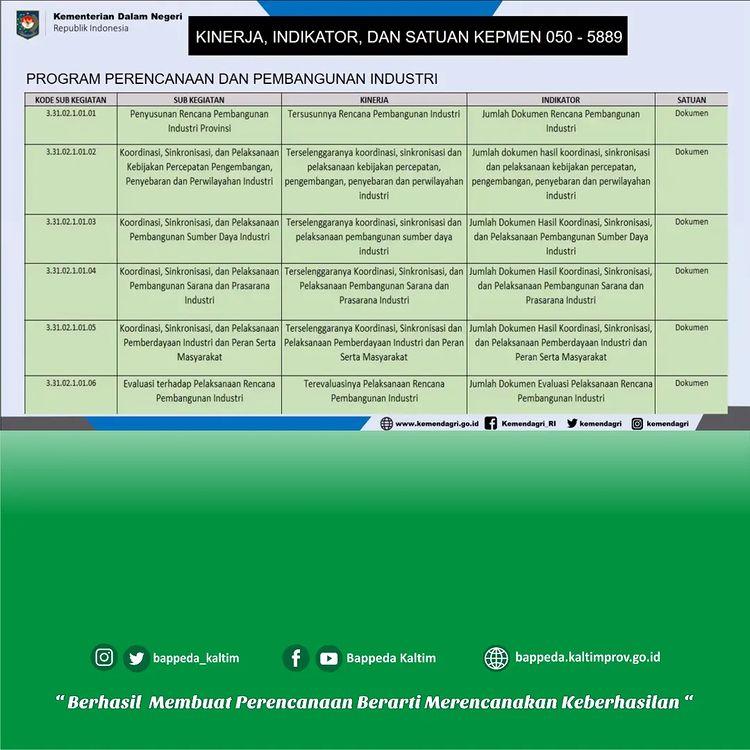 Kementerian Dalam Negeri
Republik Indonesia
KINERJA, INDIKATOR, DAN SATUAN KEPMEN 050 - 5889
PROGRAM PERENCANAAN DAN PEMBANGUNAN INDUSTRI
KODE SUB KEGIATAN SUB KEGIATAN KINERJA INDIKATOR SATUAN
3.31.02.1.01.01
Penyusunan Rencana Pembangunan
Industri Provinsi
Tersusunnya Rencana Pembangunan Industri
Jumlah Dokumen Rencana Pembangunan
Industri
Dokumen
3.31.02.1.01.02
Koordinasi, Sinkronisasi, dan Pelaksanaan
Kebijakan Percepatan Pengembangan,
Penyebaran dan Perwilayahan Industri
Terselenggaranya koordinasi, sinkronisasi dan
pelaksanaan kebijakan percepatan,
pengembangan, penyebaran dan perwilayahan
industri
Jumlah dokumen hasil koordinasi, sinkronisasi
dan pelaksanaan kebijakan percepatan,
pengembangan, penyebaran dan perwilayahan
industri
Dokumen
3.31.02.1.01.03
Koordinasi, Sinkronisasi, dan Pelaksanaan
Pembangunan Sumber Daya Industri
Terselenggaranya koordinasi, sinkronisasi dan
pelaksanaan pembangunan sumber daya
industri
Jumlah Dokumen Hasil Koordinasi, Sinkronisasi,
dan Pelaksanaan Pembangunan Sumber Daya
Industri
Dokumen
3.31.02.1.01.04
Koordinasi, Sinkronisasi, dan Pelaksanaan
Pembangunan Sarana dan Prasarana
Industri
Terselenggaranya Koordinasi, Sinkronisasi, dan
Pelaksanaan Pembangunan Sarana dan
Prasarana Industri
Jumlah Dokumen Hasil Koordinasi, Sinkronisasi,
dan Pelaksanaan Pembangunan Sarana dan
Prasarana Industri
Dokumen
3.31.02.1.01.05
Koordinasi, Sinkronisasi, dan Pelaksanaan
Pemberdayaan Industri dan Peran Serta
Masyarakat
Terselenggaranya Koordinasi, Sinkronisasi dan
Pelaksanaan Pemberdayaan Industri dan Peran
Serta Masyarakat
Jumlah Dokumen Hasil Koordinasi, Sinkronisasi,
dan Pelaksanaan Pemberdayaan Industri dan
Peran Serta Masyarakat
Dokumen
3.31.02.1.01.06
Evaluasi terhadap Pelaksanaan Rencana
Pembangunan Industri
Terevaluasinya Pelaksanaan Rencana
Pembangunan Industri
Jumlah Dokumen Evaluasi Pelaksanaan Rencana
Pembangunan Industri
Dokumen
www.kemendagri.go.id Kemendagri_RI kemendagri kemendagri
bappeda_kaltim Bappeda Kaltim bappeda.kaltimprov.go.id
“ Berhasil Membuat Perencanaan Berarti Merencanakan Keberhasilan “